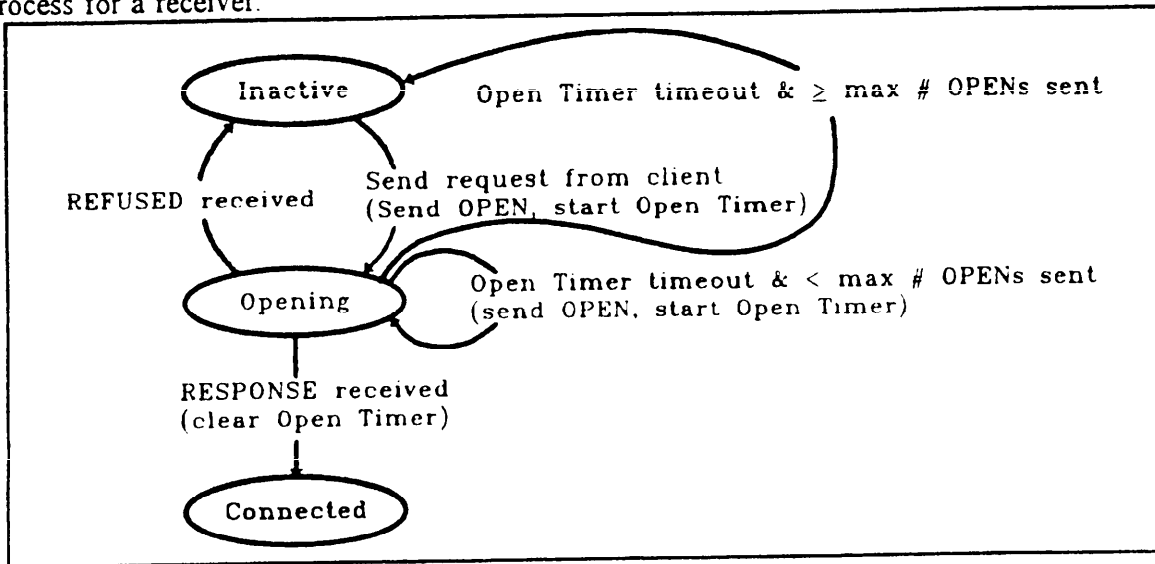 rocess for a receiver.
Inactive
Open Timer timeout & ≥ max # OPENs sent
REFUSED received
Send request from client
(Send OPEN, start Open Timer)
Opening
Open Timer timeout & < max # OPENs sent
(send OPEN, start Open Timer)
RESPONSE received
(clear Open Timer)
Connected